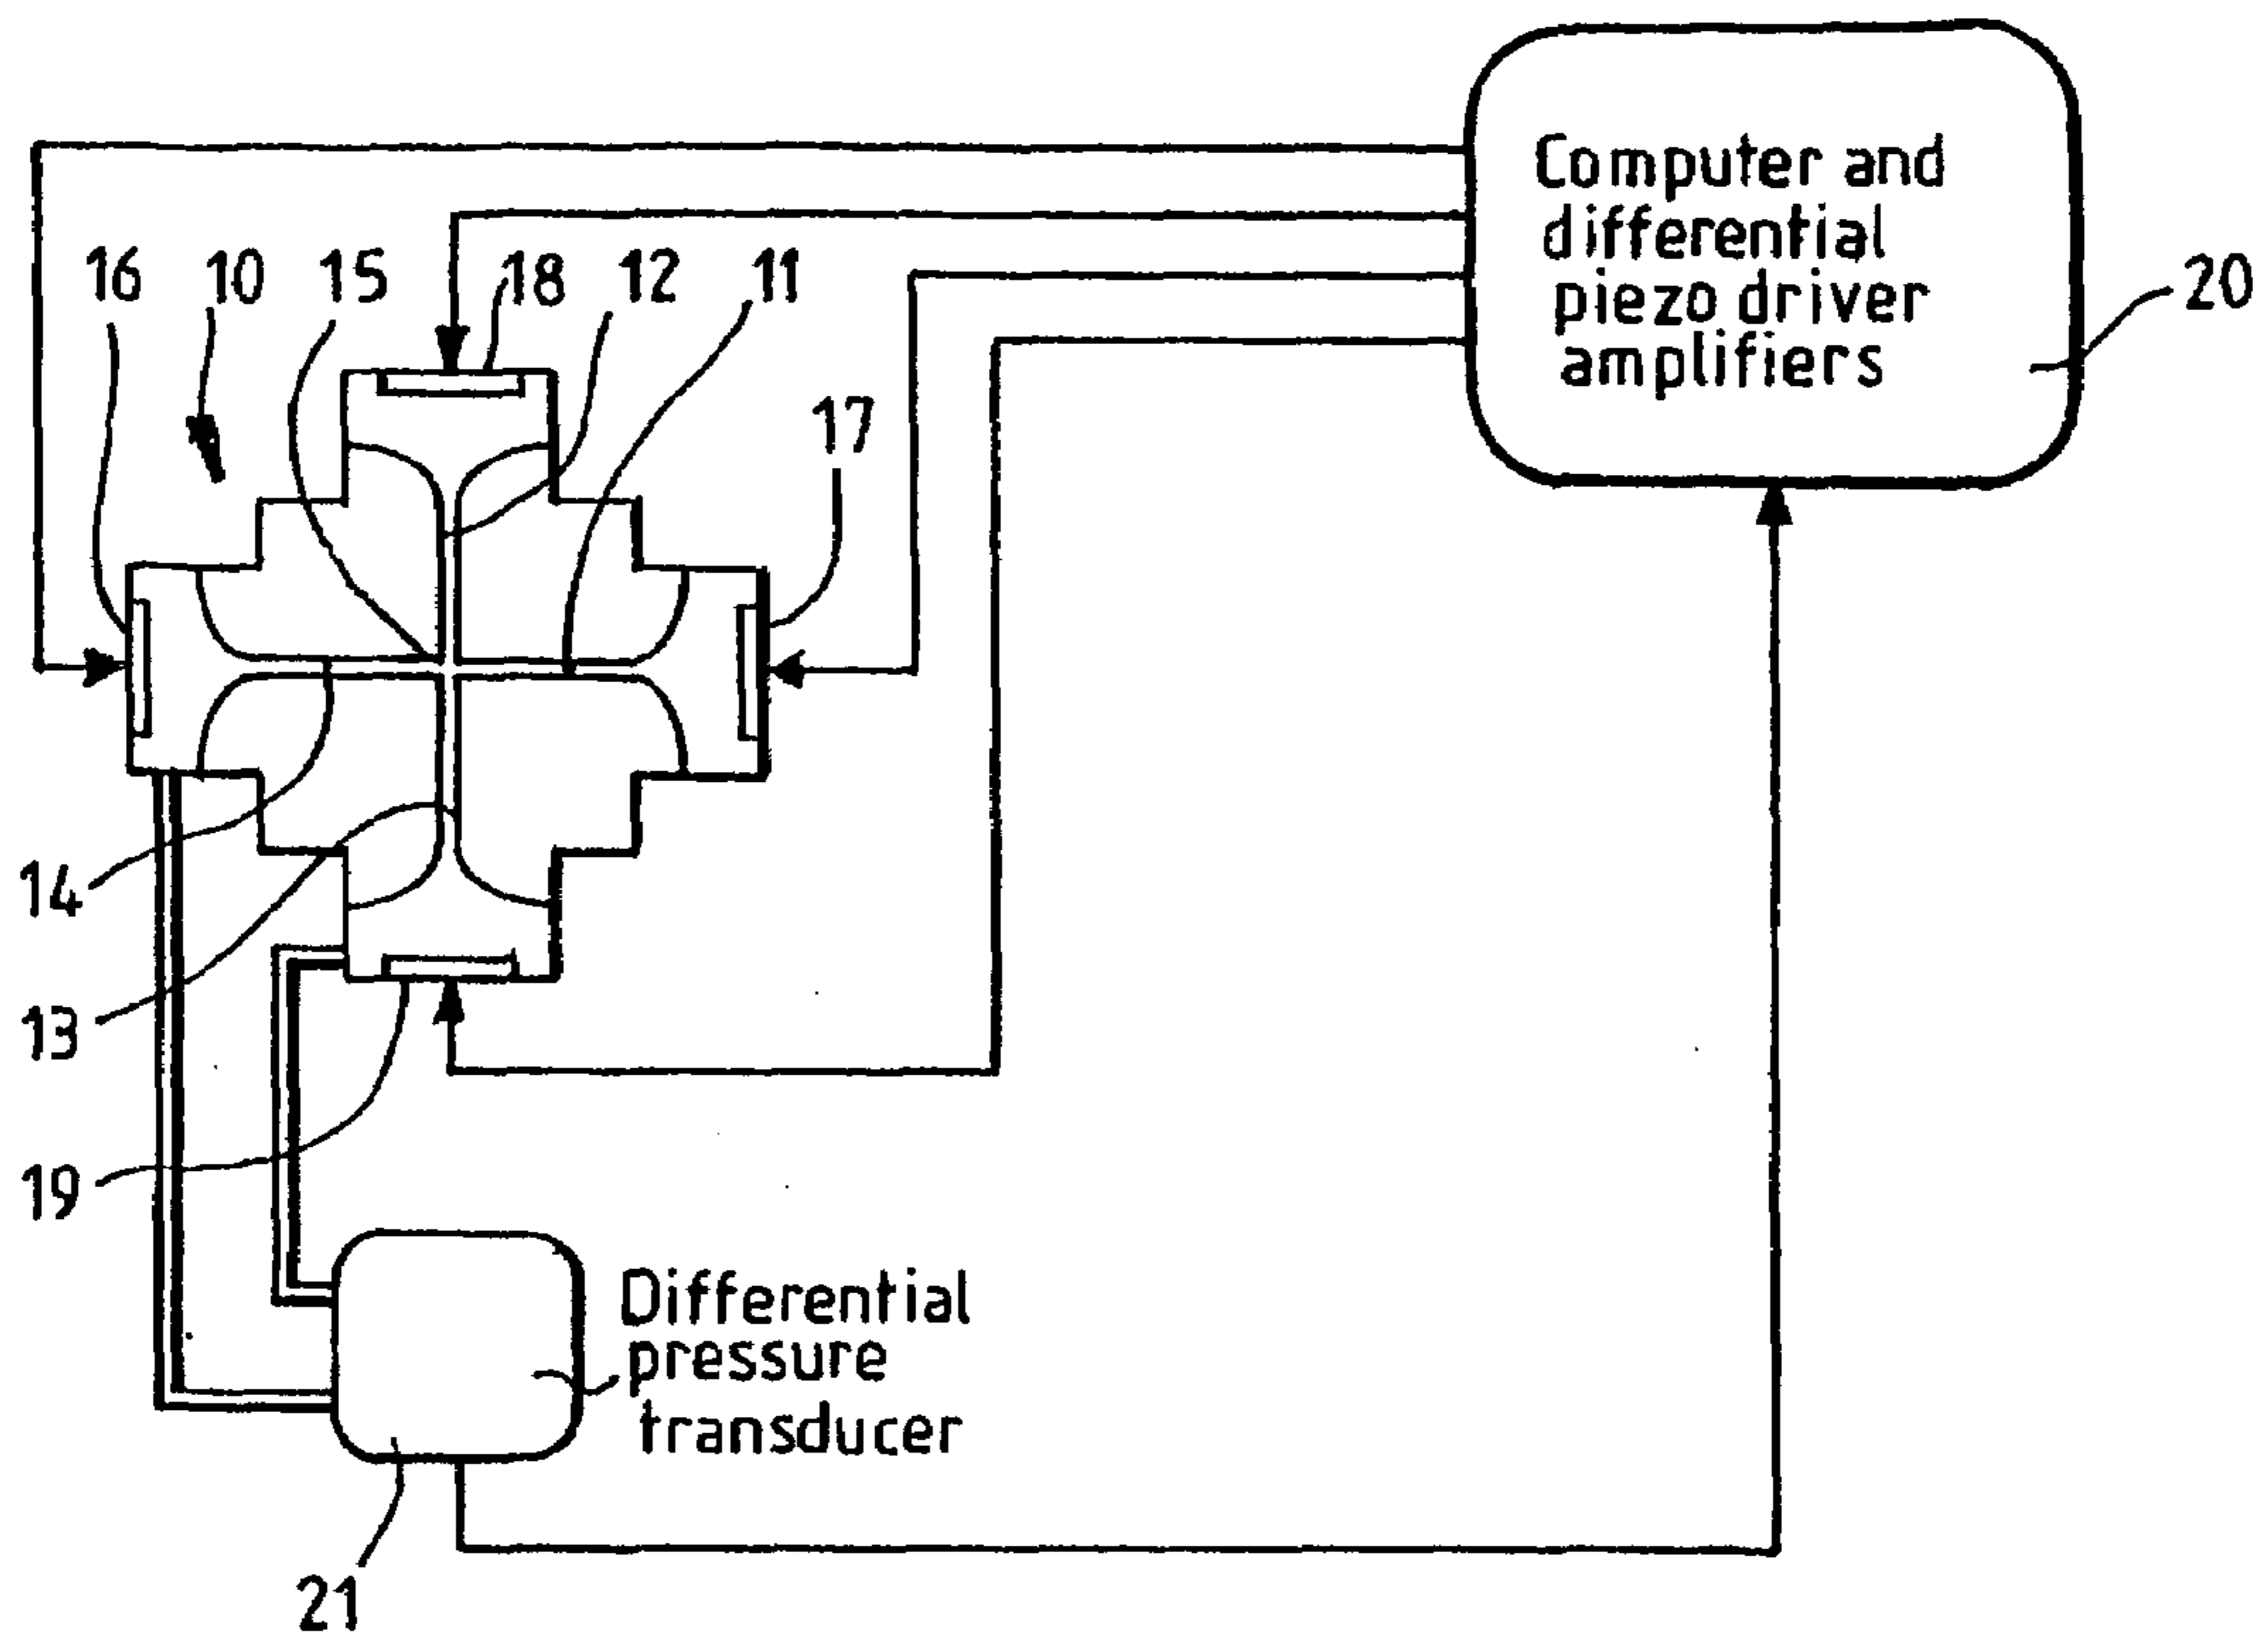 Computer and
differential
piezo driver
amplifiers
20
16
10
15
18
12
11
17
14
13
19
Differential
pressure
transducer
21